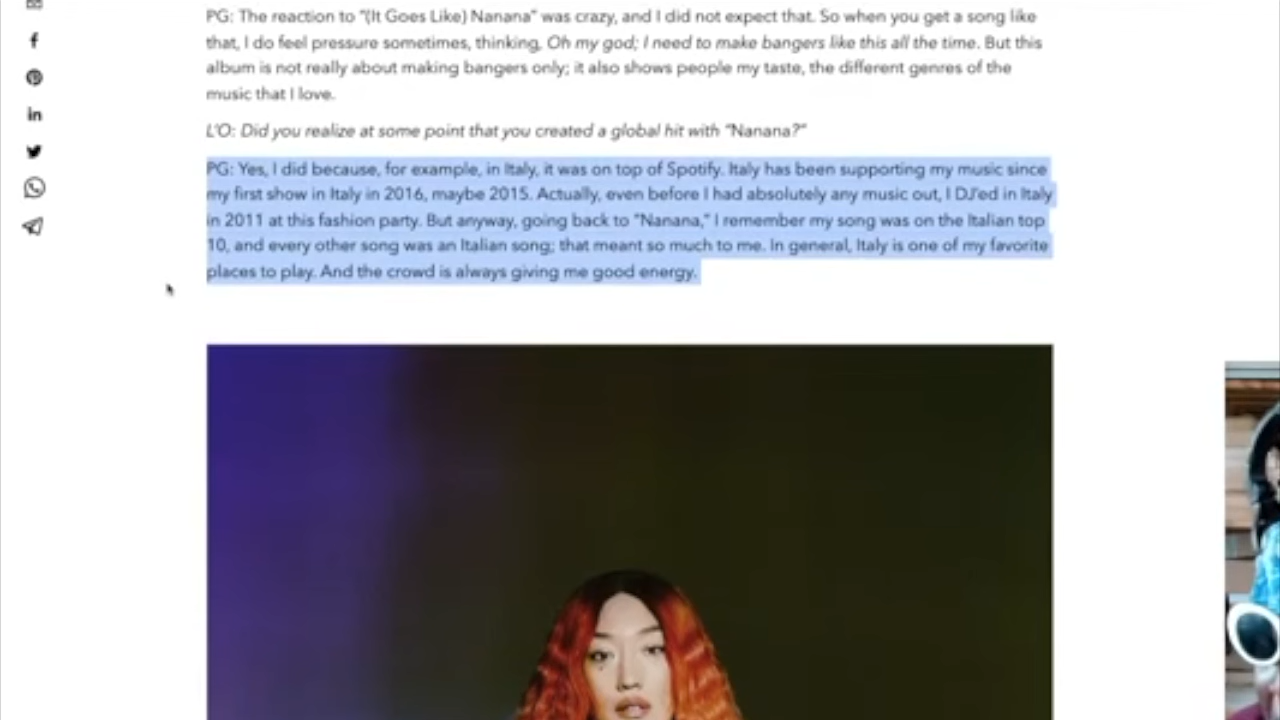 PG: The reaction to “(It Goes Like) Nanana” was crazy, and I did not expect that. So when you get a song like
that, I do feel pressure sometimes, thinking, Oh my god; I need to make bangers like this all the time. But this
album is not really about making bangers only; it also shows people my taste, the different genres of the
music that I love.
L’O: Did you realize at some point that you created a global hit with “Nanana?”
PG: Yes, I did because, for example, in Italy, it was on top of Spotify. Italy has been supporting my music since
my first show in Italy in 2016, maybe 2015. Actually, even before I had absolutely any music out, I DJ’ed in Italy
in 2011 at this fashion party. But anyway, going back to “Nanana,” I remember my song was on the Italian top
10, and every other song was an Italian song; that meant so much to me. In general, Italy is one of my favorite
places to play. And the crowd is always giving me good energy.